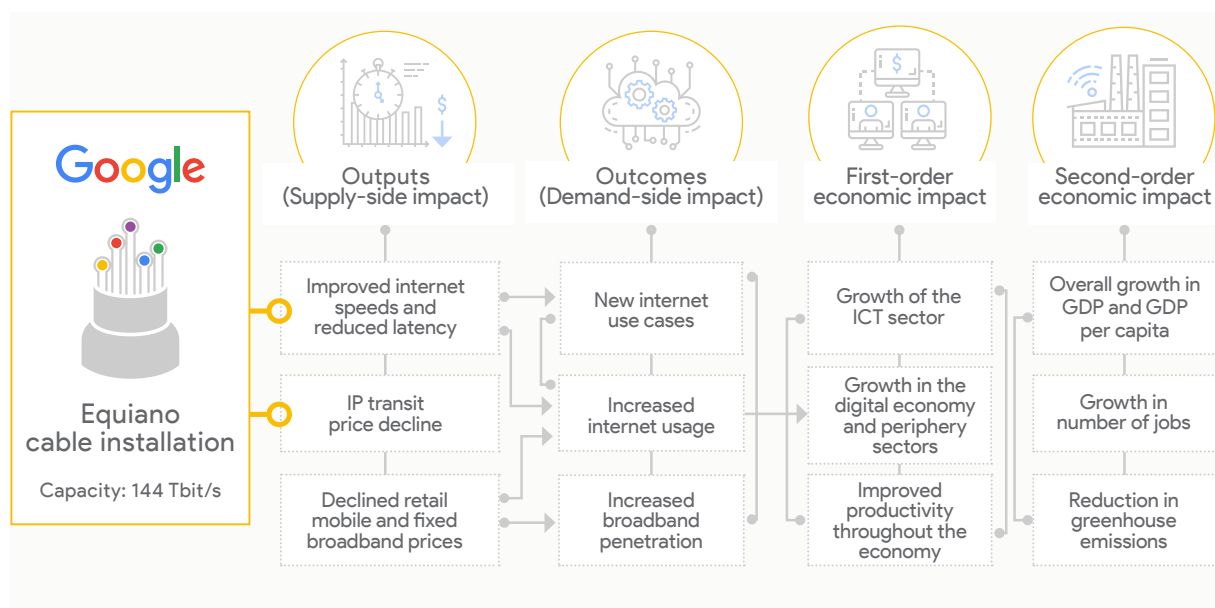 Google
Equiano
cable installation
Capacity: 144 Tbit/s
$
Outputs
(Supply-side impact)
Improved internet
speeds and
reduced latency
IP transit
price decline
Declined retail
mobile and fixed
broadband prices
Outcomes
(Demand-side impact)
New internet
use cases
Increased
internet usage
Increased
broadband
penetration
$
First-order
economic impact
Growth of the
ICT sector
Growth in the
digital economy
and periphery
sectors
Improved
productivity
throughout the
economy
Second-order
economic impact
Overall growth in
GDP and GDP
per capita
Growth in
number of jobs
Reduction in
greenhouse
emissions